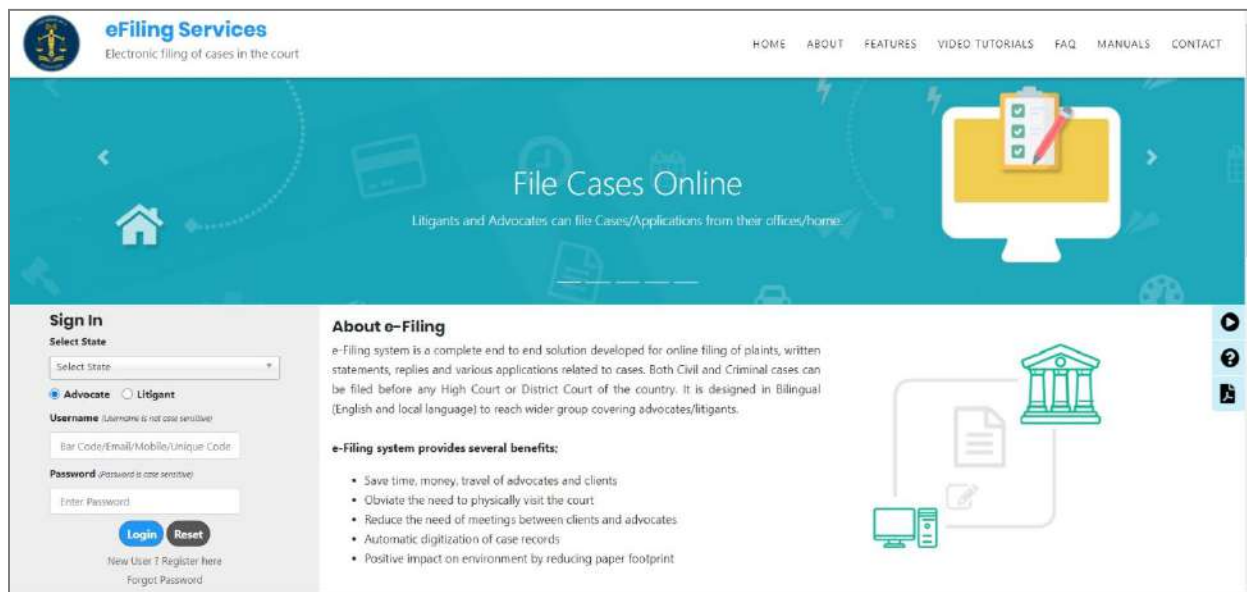 eFiling Services
Electronic filing of cases in the court
HOME ABOUT FEATURES VIDEO TUTORIALS FAQ MANUALS CONTACT
File Cases Online
Litigants and Advocates can file Cases/Applications from their offices/home.
Sign In
Select State
Select State
Advocate Litigant
Username (Username is not case sensitive)
Bar Code/Email/Mobile/Unique Code
Password (Password is case sensitive)
Enter Password
Login Reset
New User ? Register here
Forgot Password
About e-Filing
e-Filing system is a complete end to end solution developed for online filing of plaints, written
statements, replies and various applications related to cases. Both Civil and Criminal cases can
be filed before any High Court or District Court of the country. It is designed in Bilingual
(English and local language) to reach wider group covering advocates/litigants.
e-Filing system provides several benefits:
• Save time, money, travel of advocates and clients
• Obviate the need to physically visit the court
• Reduce the need of meetings between clients and advocates
• Automatic digitization of case records
• Positive impact on environment by reducing paper footprint